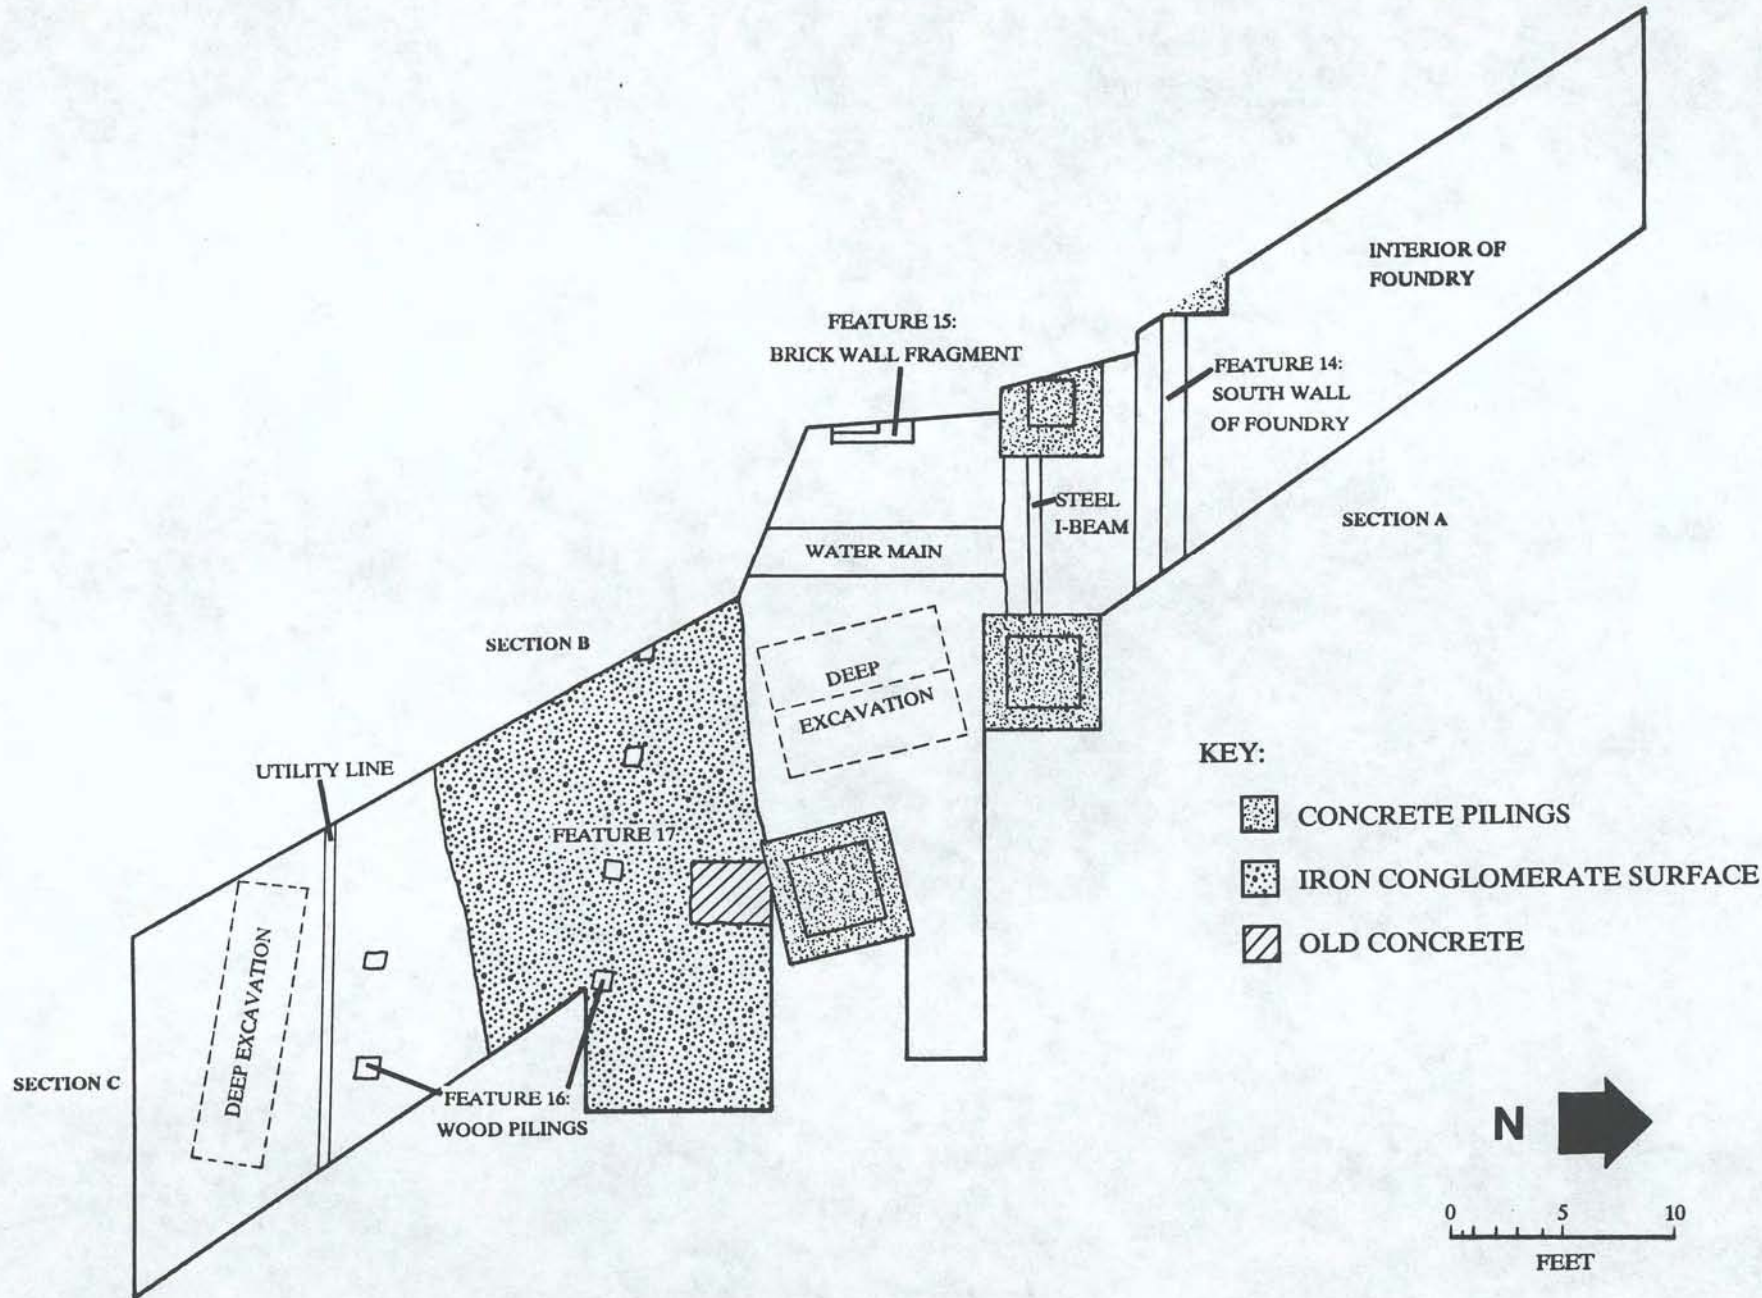 INTERIOR OF
FOUNDRY
FEATURE 15:
BRICK WALL FRAGMENT
FEATURE 14:
SOUTH WALL
OF FOUNDRY
STEEL
I-BEAM
SECTION A
WATER MAIN
SECTION B
DEEP
EXCAVATION
UTILITY LINE
FEATURE 17
KEY:
CONCRETE PILINGS
IRON CONGLOMERATE SURFACE
OLD CONCRETE
DEEP EXCAVATION
SECTION C
FEATURE 16:
WOOD PILINGS
N
0 5 10
FEET